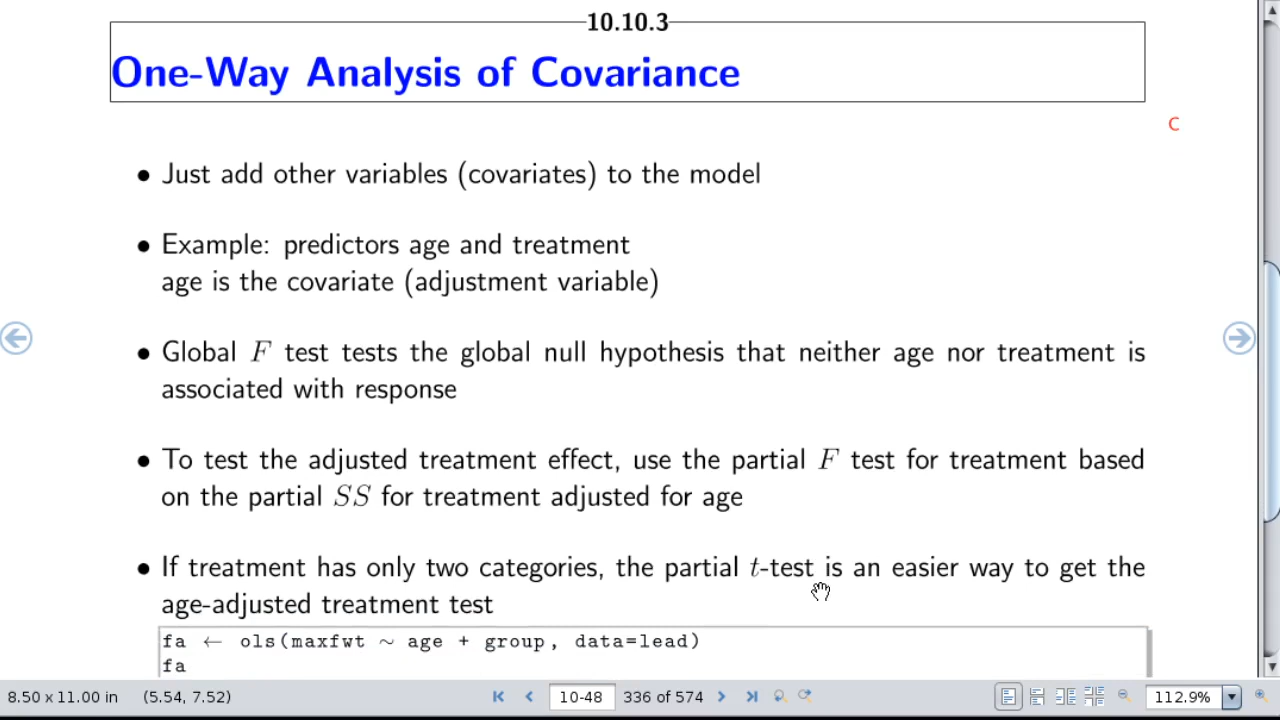 10.10.3
One-Way Analysis of Covariance
C
• Just add other variables (covariates) to the model
• Example: predictors age and treatment
age is the covariate (adjustment variable)
• Global F test tests the global null hypothesis that neither age nor treatment is
associated with response
• To test the adjusted treatment effect, use the partial F test for treatment based
on the partial SS for treatment adjusted for age
• If treatment has only two categories, the partial t-test is an easier way to get the
age-adjusted treatment test
fa ← ols(maxfwt ~ age + group, data=lead)
fa
8.50 x 11.00 in (5.54, 7.52) 10-48 336 of 574 112.9%